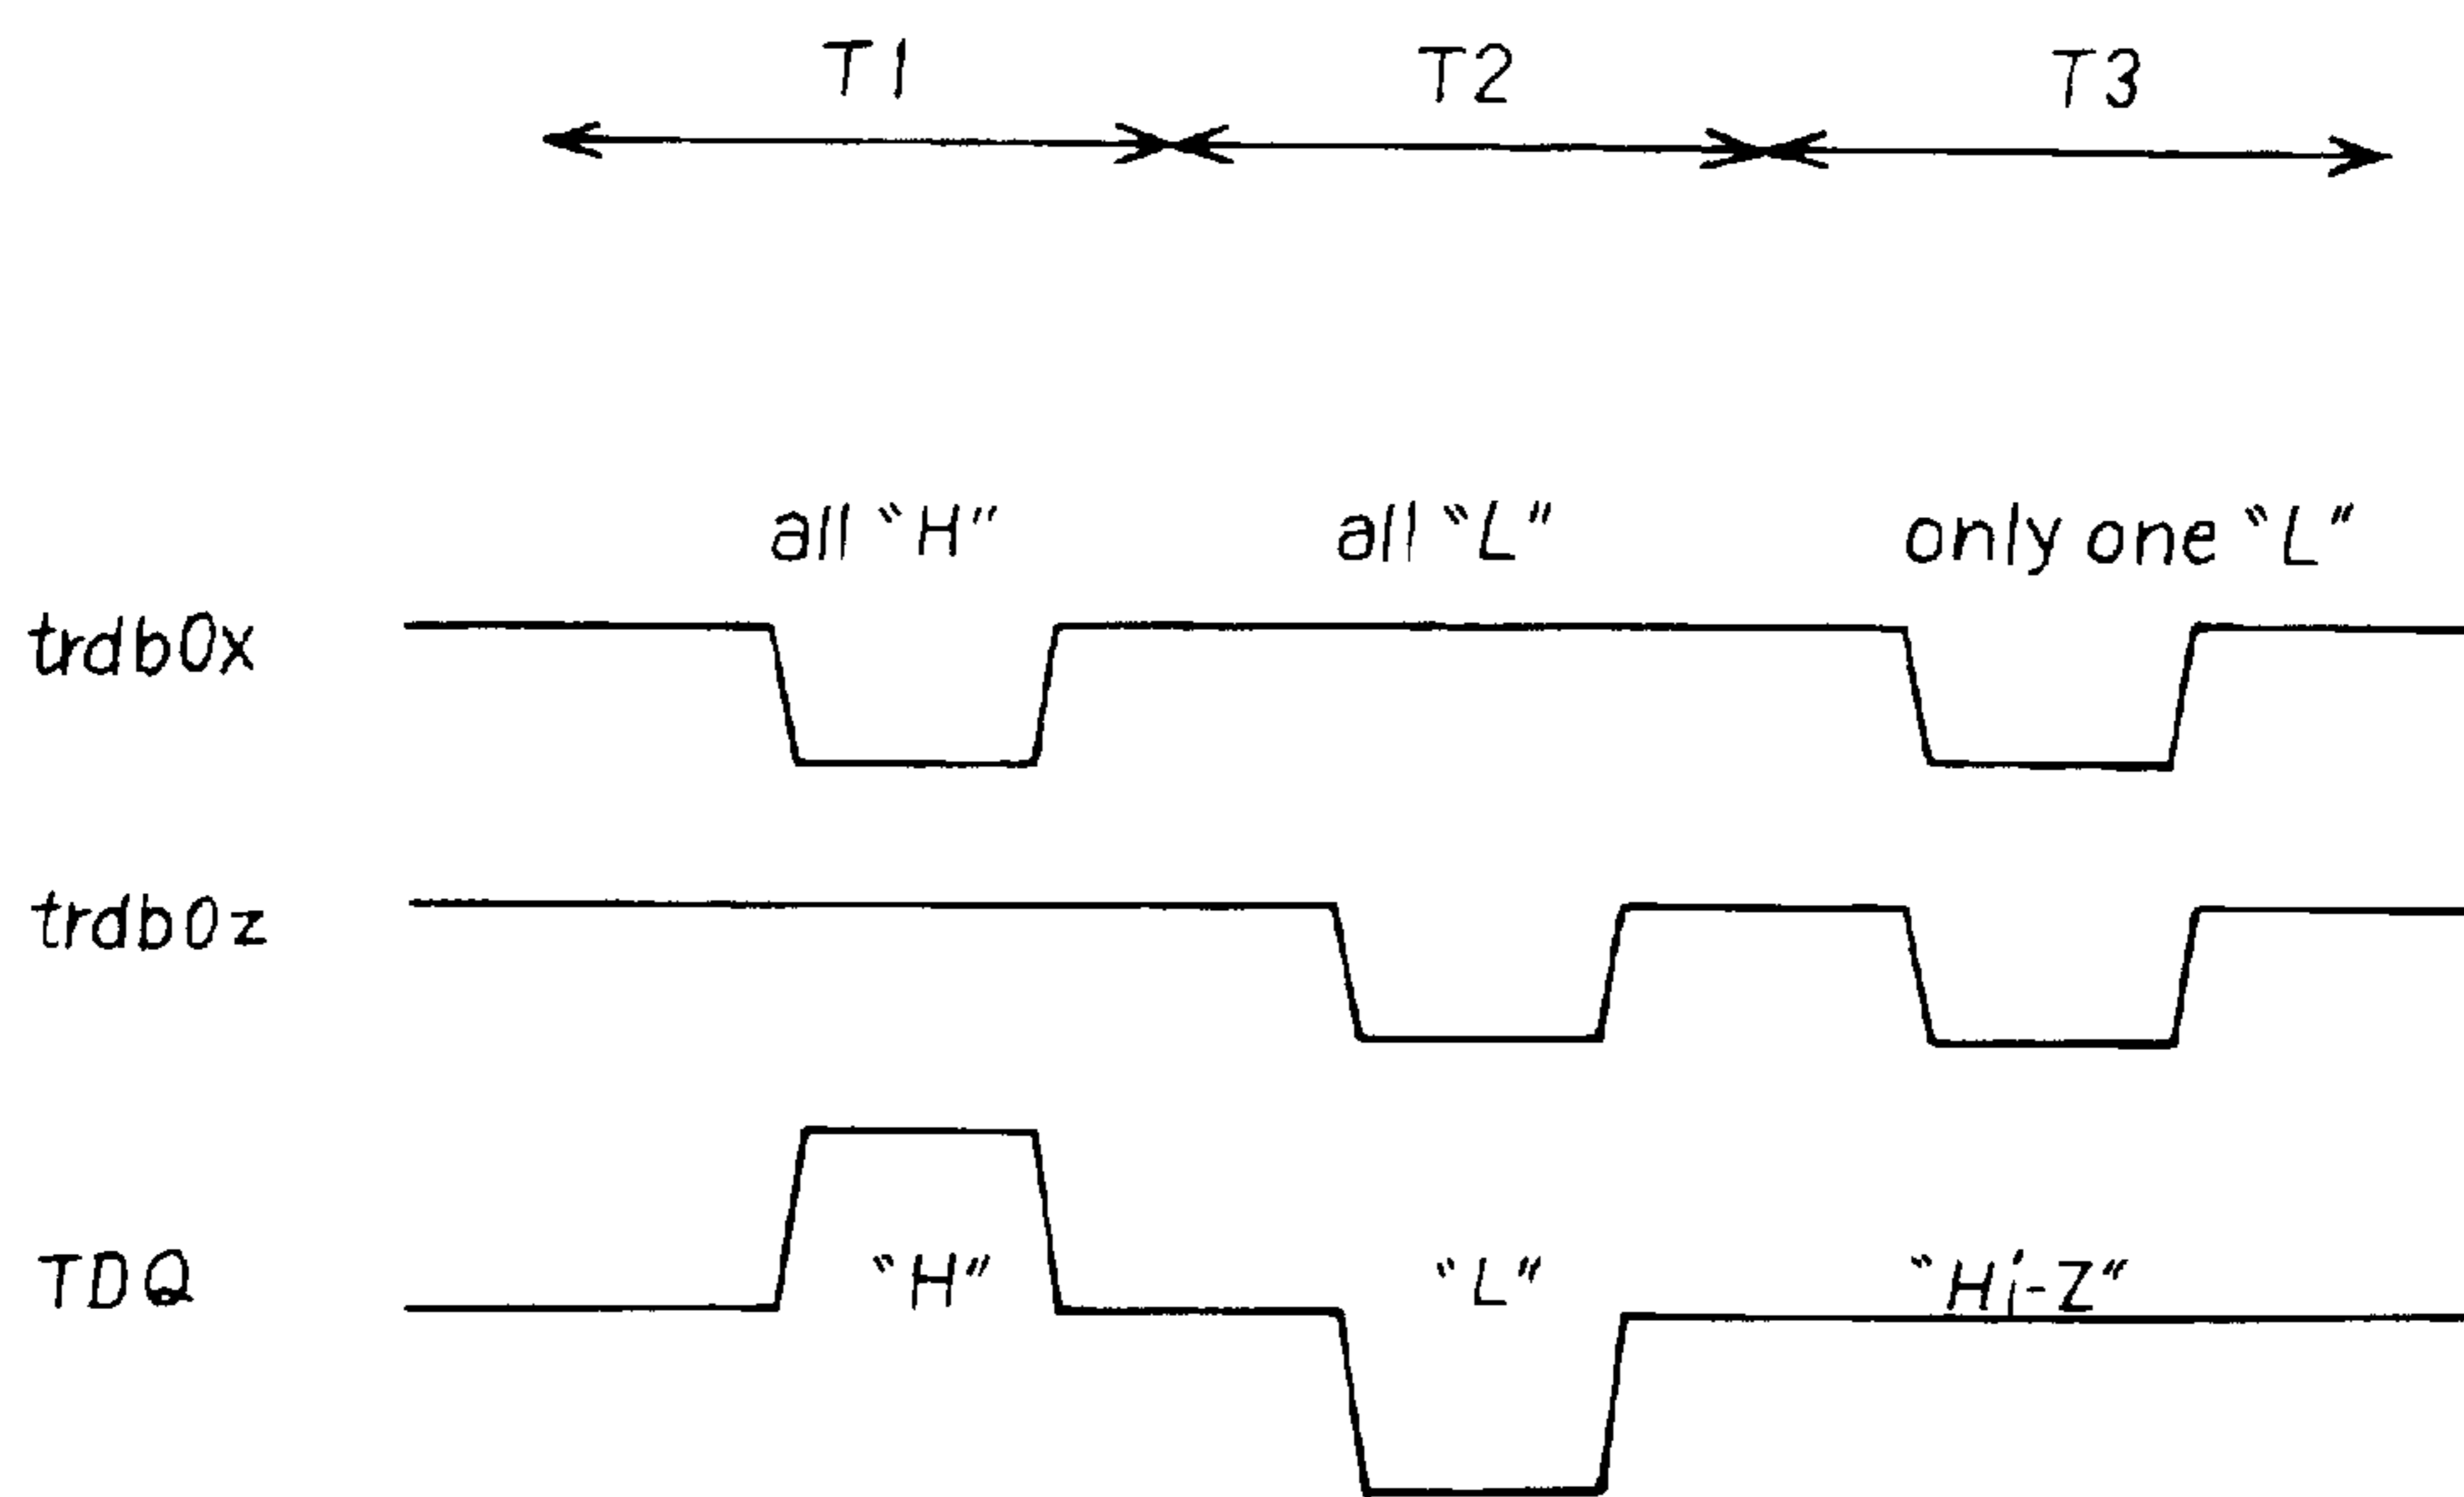 T1 T2 T3
all "H" all "L" only one "L"
trdb0x
trdb0z
TDQ "H" "L" "Hi-Z"